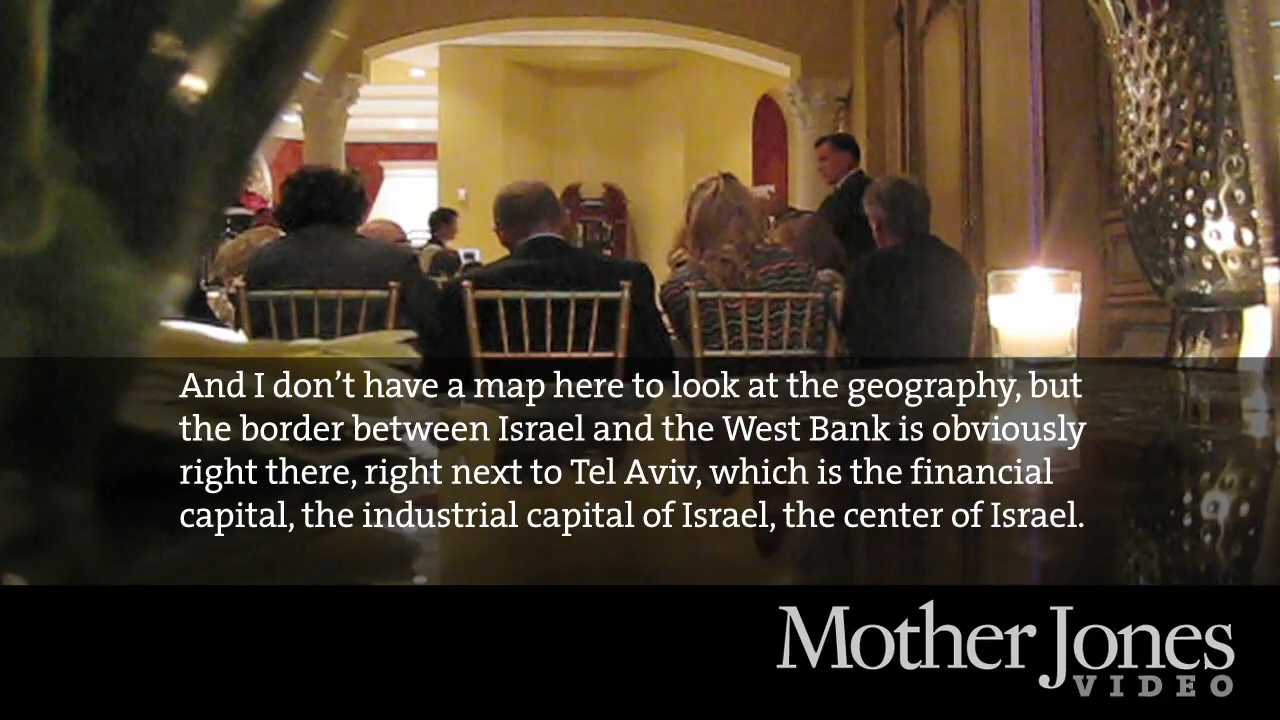 And I don’t have a map here to look at the geography, but
the border between Israel and the West Bank is obviously
right there, right next to Tel Aviv, which is the financial
capital, the industrial capital of Israel, the center of Israel.
Mother Jones
VIDEO